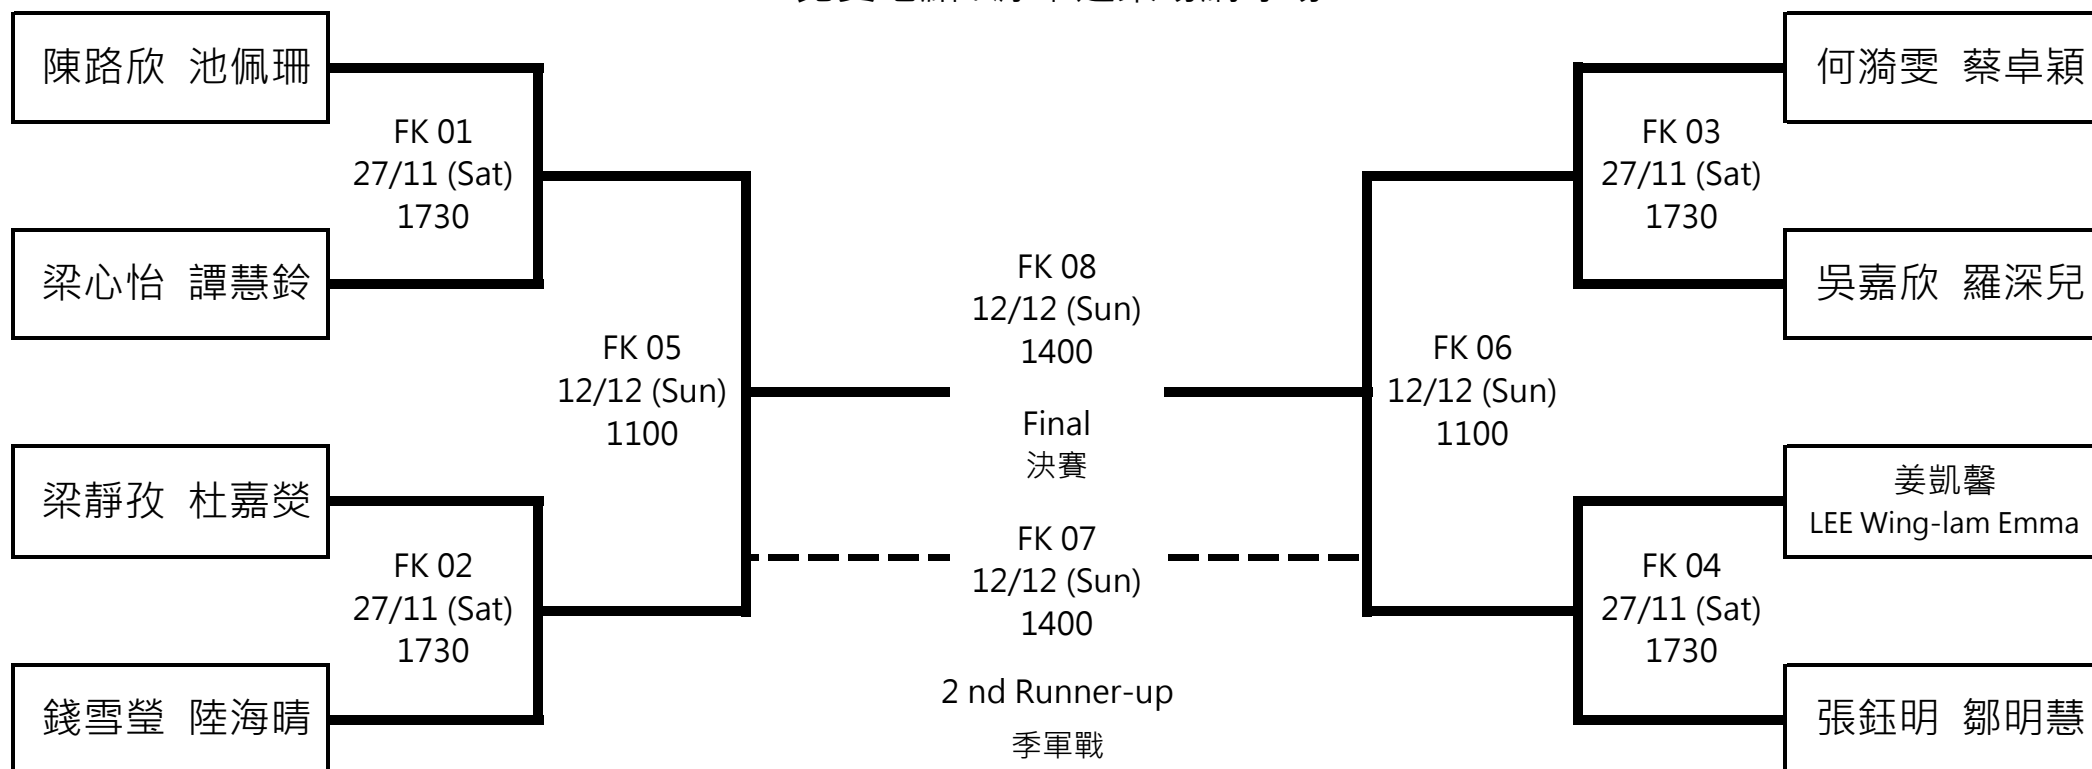 陳路欣 池佩珊
FK 01
27/11 (Sat)
1730
梁心怡 譚慧鈴
FK 05
12/12 (Sun)
1100
梁靜孜 杜嘉熒
FK 02
27/11 (Sat)
1730
錢雪瑩 陸海晴
FK 08
12/12 (Sun)
1400
Final
決賽
FK 07
12/12 (Sun)
1400
2 nd Runner-up
季軍戰
何漪雯 蔡卓穎
FK 03
27/11 (Sat)
1730
吳嘉欣 羅深兒
FK 06
12/12 (Sun)
1100
姜凱馨
LEE Wing-lam Emma
FK 04
27/11 (Sat)
1730
張鈺明 鄒明慧